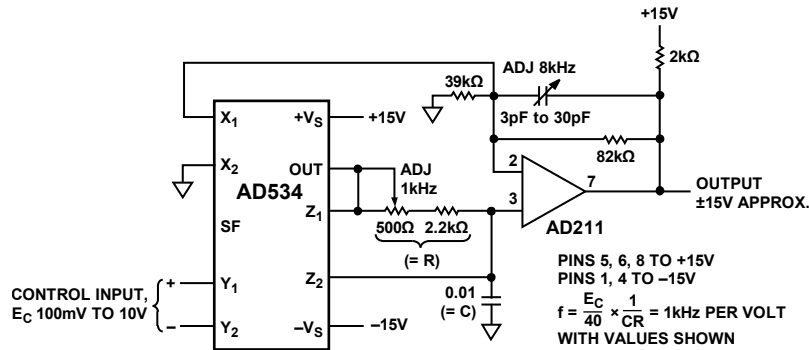 +15V
2kΩ
39kΩ
ADJ 8kHz
3pF to 30pF
82kΩ
X1
+VS
+15V
X2
OUT
ADJ
1kHz
AD534
Z1
SF
500Ω
2.2kΩ
(= R)
Z2
2
3
7
AD211
OUTPUT
±15V APPROX.
CONTROL INPUT,
EC 100mV TO 10V
+
–
Y1
Y2
–VS
–15V
0.01
(= C)
PINS 5, 6, 8 TO +15V
PINS 1, 4 TO –15V
f = EC/40 × 1/CR = 1kHz PER VOLT
WITH VALUES SHOWN